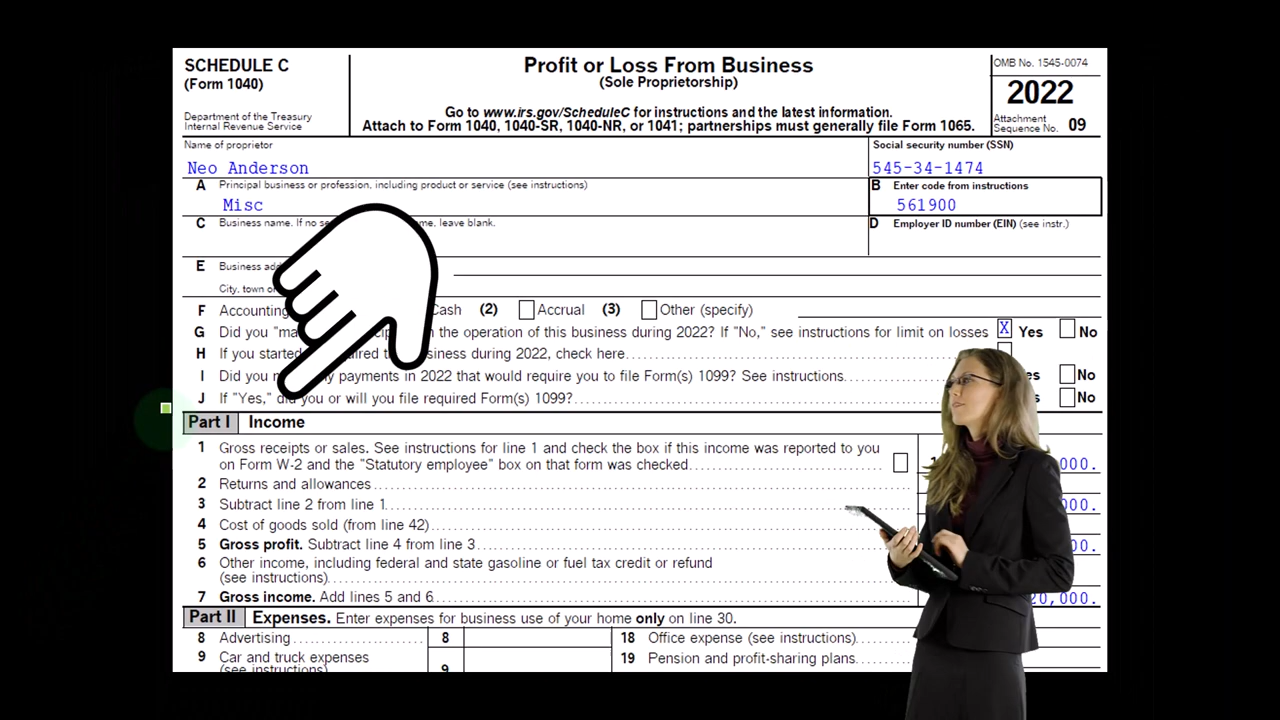 SCHEDULE C
(Form 1040)
Department of the Treasury
Internal Revenue Service
Profit or Loss From Business
(Sole Proprietorship)
Go to www.irs.gov/ScheduleC for instructions and the latest information.
Attach to Form 1040, 1040-SR, 1040-NR, or 1041; partnerships must generally file Form 1065.
OMB No. 1545-0074
2022
Attachment
Sequence No. 09
Name of proprietor
Neo Anderson
Social security number (SSN)
545-34-1474
A Principal business or profession, including product or service (see instructions)
Misc
B Enter code from instructions
561900
C Business name. If no leave blank.
D Employer ID number (EIN) (see instr.)
E Business
City, town
F Accounting Cash (2) Accrual (3) Other (specify)
G Did you in the operation of this business during 2022? If "No," see instructions for limit on losses X Yes No
H If you started during 2022, check here
I Did you payments in 2022 that would require you to file Form(s) 1099? See instructions No
J If "Yes," did you or will you file required Form(s) 1099? No
Part I Income
1 Gross receipts or sales. See instructions for line 1 and check the box if this income was reported to you
on Form W-2 and the "Statutory employee" box on that form was checked
2 Returns and allowances
3 Subtract line 2 from line 1
4 Cost of goods sold (from line 42)
5 Gross profit. Subtract line 4 from line 3
6 Other income, including federal and state gasoline or fuel tax credit or refund
(see instructions)
7 Gross income. Add lines 5 and 6 20,000.
Part II Expenses. Enter expenses for business use of your home only on line 30.
8 Advertising 8
18 Office expense (see instructions)
9 Car and truck expenses
(see instructions) 9
19 Pension and profit-sharing plans